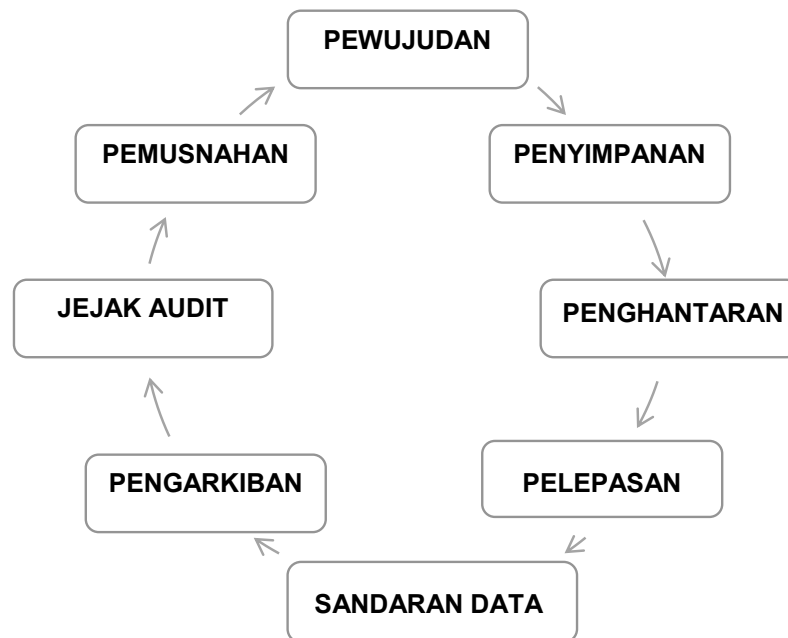 PEWUJUDAN
PENYIMPANAN
PENGHANTARAN
PELEPASAN
SANDARAN DATA
PENGARKIBAN
JEJAK AUDIT
PEMUSNAHAN